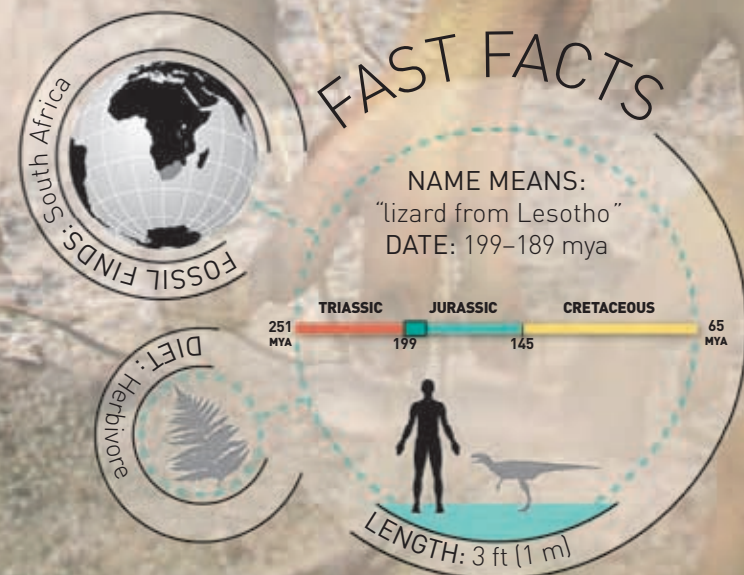 FAST FACTS
FOSSIL FINDS: South Africa
NAME MEANS:
“lizard from Lesotho”
DATE: 199–189 mya
TRIASSIC JURASSIC CRETACEOUS
251 MYA
199
145
65 MYA
DIET: Herbivore
LENGTH: 3 ft (1 m)